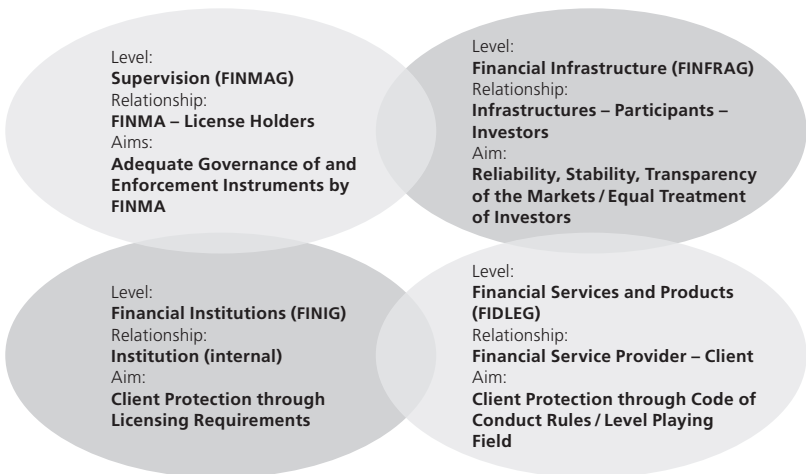 Level:
Supervision (FINMAG)
Relationship:
FINMA – License Holders
Aims:
Adequate Governance of and
Enforcement Instruments by
FINMA
Level:
Financial Infrastructure (FINFRAG)
Relationship:
Infrastructures – Participants –
Investors
Aim:
Reliability, Stability, Transparency
of the Markets / Equal Treatment
of Investors
Level:
Financial Institutions (FINIG)
Relationship:
Institution (internal)
Aim:
Client Protection through
Licensing Requirements
Level:
Financial Services and Products
(FIDLEG)
Relationship:
Financial Service Provider – Client
Aim:
Client Protection through Code of
Conduct Rules / Level Playing
Field